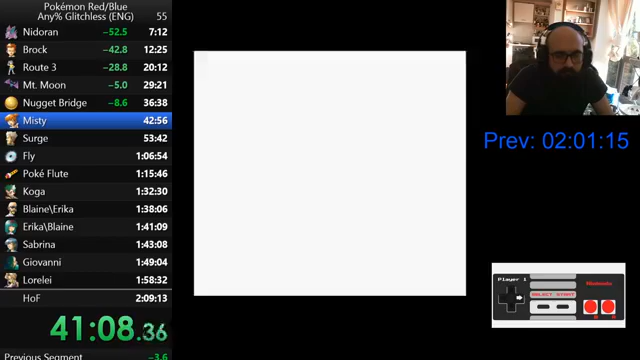 Pokémon Red/Blue
Any% Glitchless (ENG) 55
Nidoran -52.5 7:12
Brock -42.8 12:25
Route 3 -28.8 20:12
Mt. Moon -5.0 29:21
Nugget Bridge -8.6 36:38
Misty 42:56
Surge 53:42
Fly 1:06:54
Poké Flute 1:15:46
Koga 1:32:30
Blaine\Erika 1:38:06
Erika\Blaine 1:41:09
Sabrina 1:43:08
Giovanni 1:49:04
Lorelei 1:58:32
HoF 2:09:13
41:08.36
Previous Segment -3.6
Prev: 02:01:15
Player 1
Nintendo
SELECT START